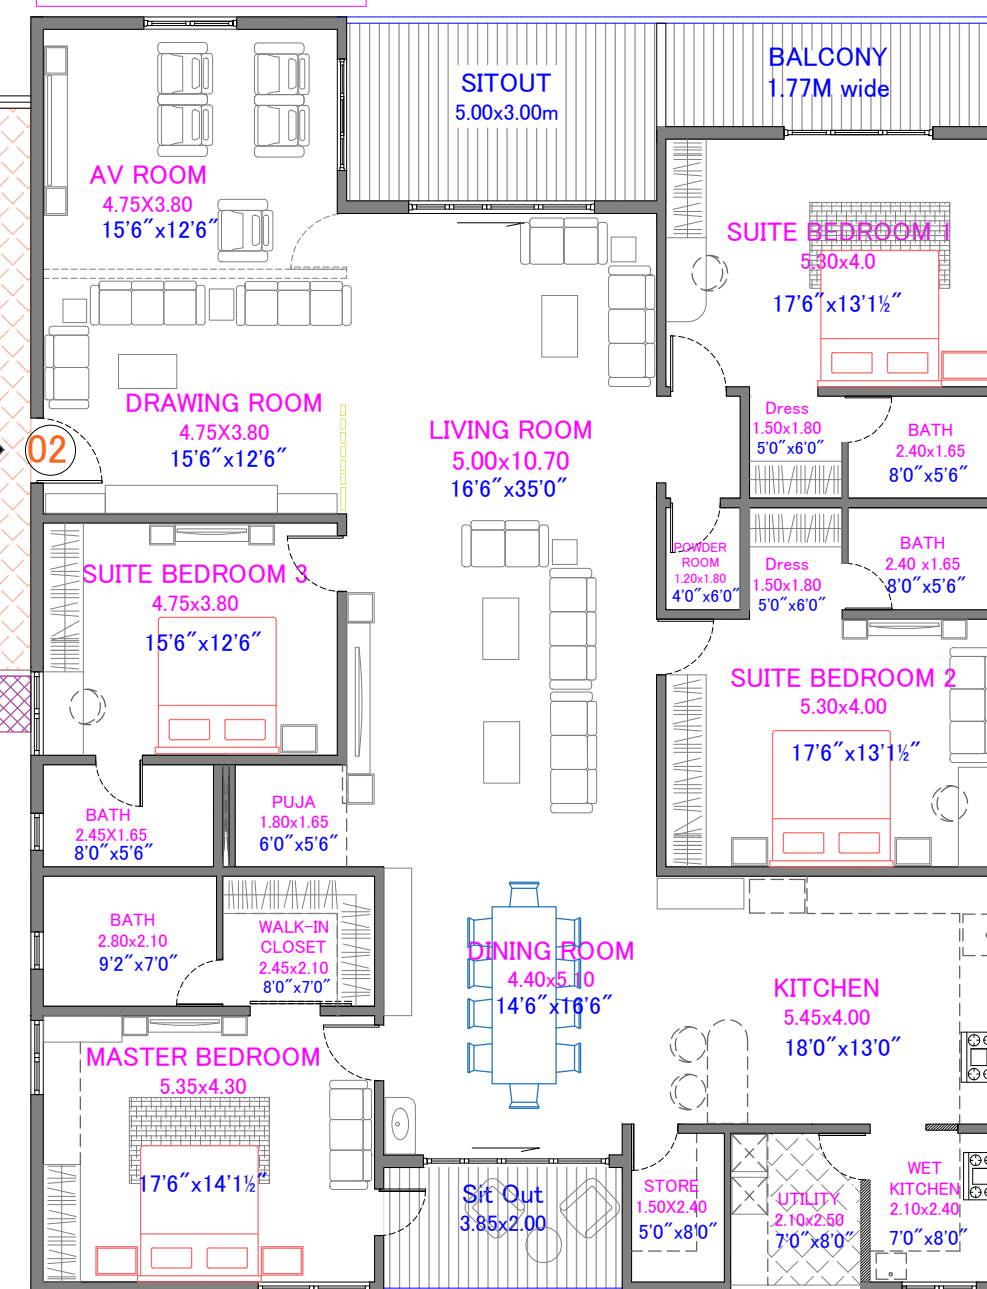 SITOUT
5.00x3.00m
BALCONY
1.77M wide
AV ROOM
4.75X3.80
15'6"x12'6"
SUITE BEDROOM 1
5.30x4.0
17'6"x13'1½"
DRAWING ROOM
4.75X3.80
15'6"x12'6"
02
LIVING ROOM
5.00x10.70
16'6"x35'0"
Dress
1.50x1.80
5'0"x6'0"
BATH
2.40x1.65
8'0"x5'6"
POWDER
ROOM
1.20x1.80
4'0"x6'0"
Dress
1.50x1.80
5'0"x6'0"
BATH
2.40 x1.65
8'0"x5'6"
SUITE BEDROOM 3
4.75x3.80
15'6"x12'6"
SUITE BEDROOM 2
5.30x4.00
17'6"x13'1½"
BATH
2.45X1.65
8'0"x5'6"
PUJA
1.80x1.65
6'0"x5'6"
BATH
2.80x2.10
9'2"x7'0"
WALK-IN
CLOSET
2.45x2.10
8'0"x7'0"
DINING ROOM
4.40x5.10
14'6"x16'6"
KITCHEN
5.45x4.00
18'0"x13'0"
MASTER BEDROOM
5.35x4.30
17'6"x14'1½"
Sit Out
3.85x2.00
STORE
1.50X2.40
5'0"x8'0"
UTILITY
2.10x2.50
7'0"x8'0"
WET
KITCHEN
2.10x2.40
7'0"x8'0"